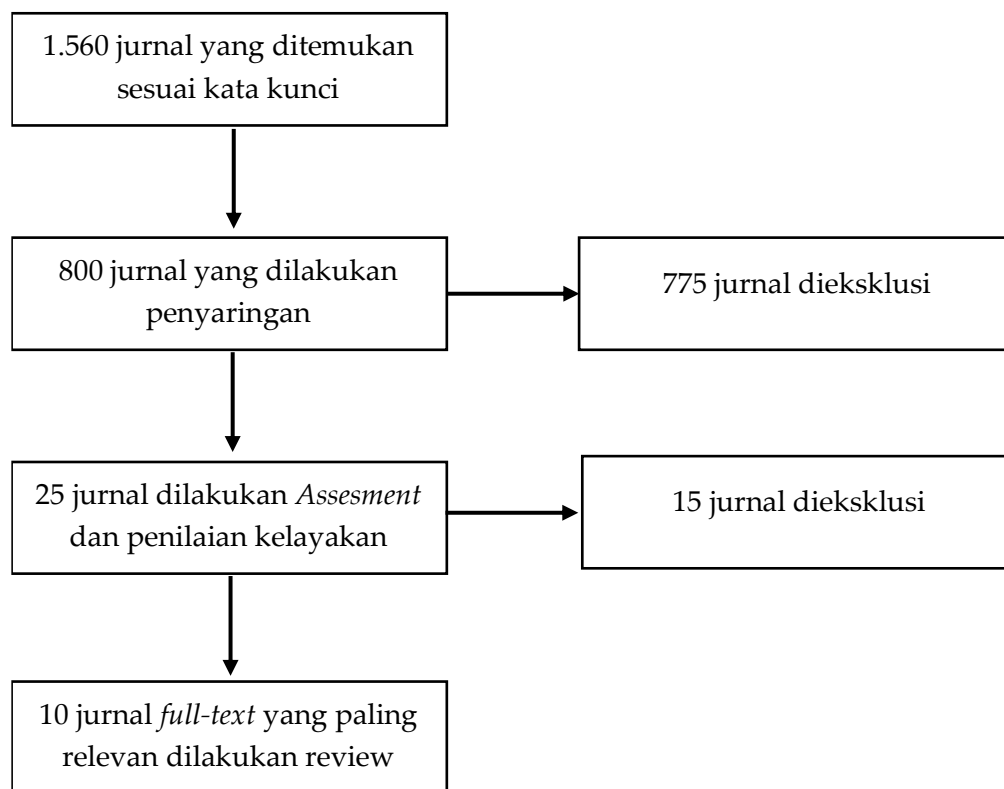 1.560 jurnal yang ditemukan
sesuai kata kunci
800 jurnal yang dilakukan
penyaringan
775 jurnal dieksklusi
25 jurnal dilakukan Assesment
dan penilaian kelayakan
15 jurnal dieksklusi
10 jurnal full-text yang paling
relevan dilakukan review